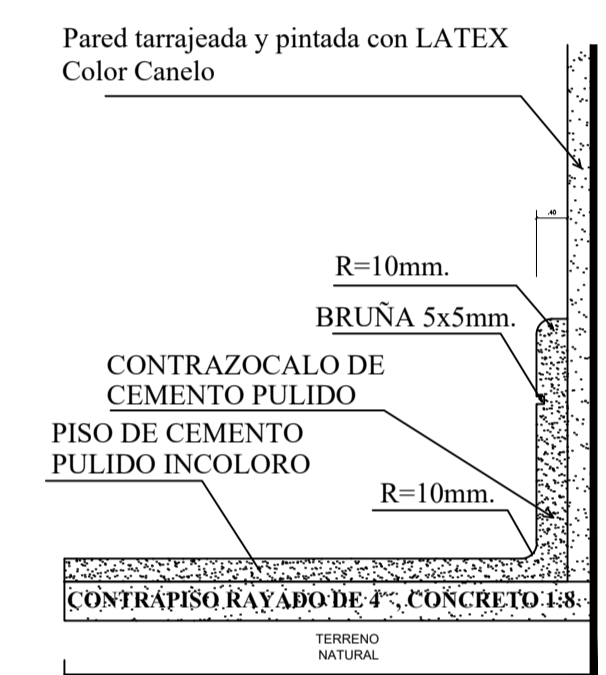 Pared tarrajeada y pintada con LATEX
Color Canelo
.40
R=10mm.
BRUÑA 5x5mm.
CONTRAZOCALO DE
CEMENTO PULIDO
PISO DE CEMENTO
PULIDO INCOLORO
R=10mm.
CONTRAPISO RAYADO DE 4", CONCRETO 1:8.
TERRENO
NATURAL